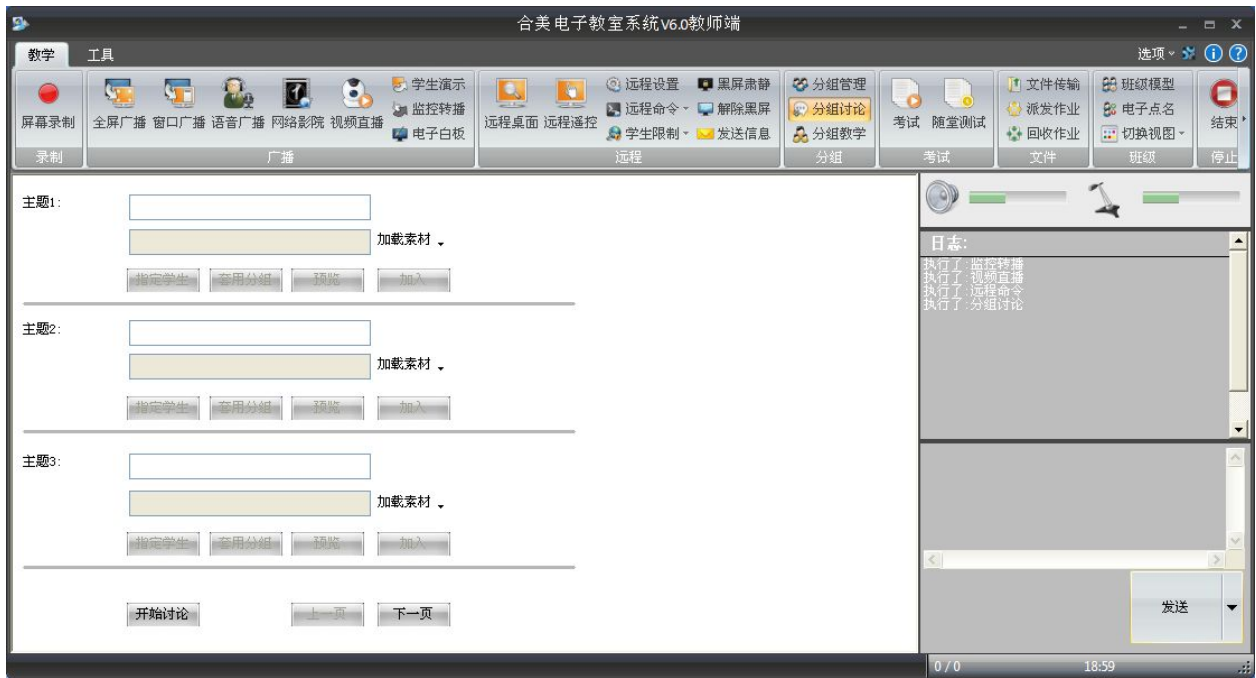 合美电子教室系统V6.0教师端
教学 工具 选项
屏幕录制 全屏广播 窗口广播 语音广播 网络影院 视频直播 学生演示 监控转播 电子白板 远程桌面 远程遥控 远程设置 黑屏肃静 远程命令 解除黑屏 学生限制 发送信息 分组管理 分组讨论 分组教学 考试 随堂测试 文件传输 派发作业 回收作业 班级模型 电子点名 切换视图 结束
录制 广播 远程 分组 考试 文件 班级 停止
主题1:
加载素材
指定学生 套用分组 预览 加入
主题2:
加载素材
指定学生 套用分组 预览 加入
主题3:
加载素材
指定学生 套用分组 预览 加入
开始讨论 上一页 下一页
日志:
执行了:监控转播
执行了:视频直播
执行了:远程命令
执行了:分组讨论
发送
0 / 0 18:59